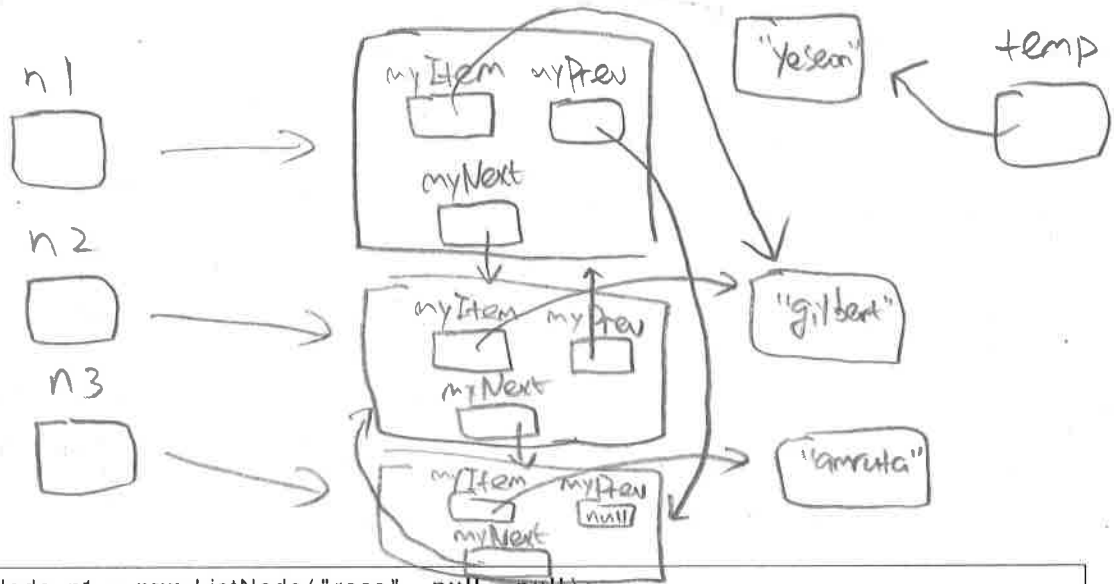 n1
myItem myPrev
myNext
"Yeseon"
temp
n2
myItem myPrev
myNext
"gilbert"
n3
myItem myPrev
null
myNext
"amruta"